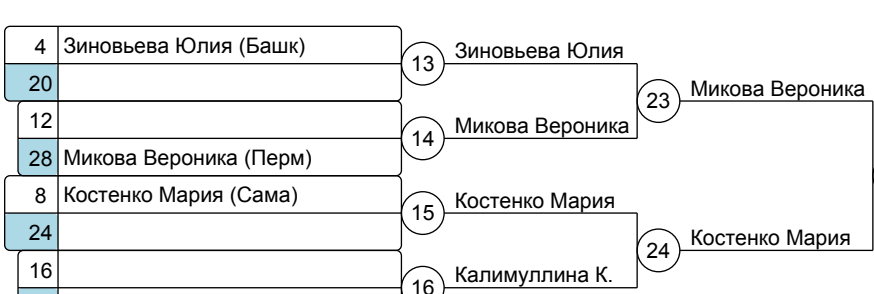 4 Зиновьева Юлия (Башк)
20
13 Зиновьева Юлия
12
28 Микова Вероника (Перм)
14 Микова Вероника
23 Микова Вероника
8 Костенко Мария (Сама)
24
15 Костенко Мария
16
16 Калимуллина К.
24 Костенко Мария